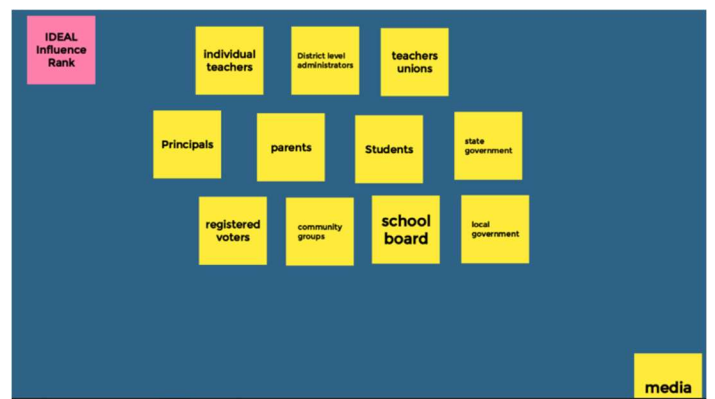 IDEAL
Influence
Rank
individual
teachers
District level
administrators
teachers
unions
Principals
parents
Students
state
government
registered
voters
community
groups
school
board
local
government
media